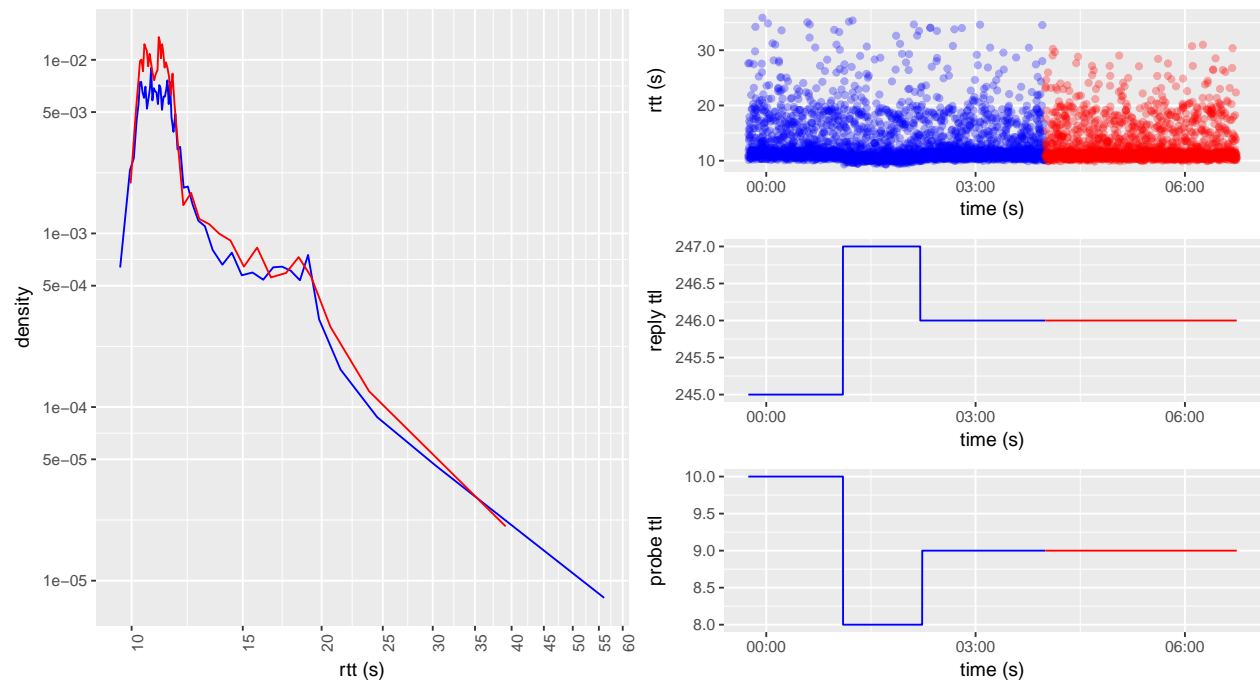 density
1e−02
5e−03
1e−03
5e−04
1e−04
5e−05
1e−05
10
15
20
25
30
35
40
45
50
55
60
rtt (s)
rtt (s)
30
20
10
00:00 03:00 06:00
time (s)
reply ttl
247.0
246.5
246.0
245.5
245.0
00:00 03:00 06:00
time (s)
probe ttl
10.0
9.5
9.0
8.5
8.0
00:00 03:00 06:00
time (s)